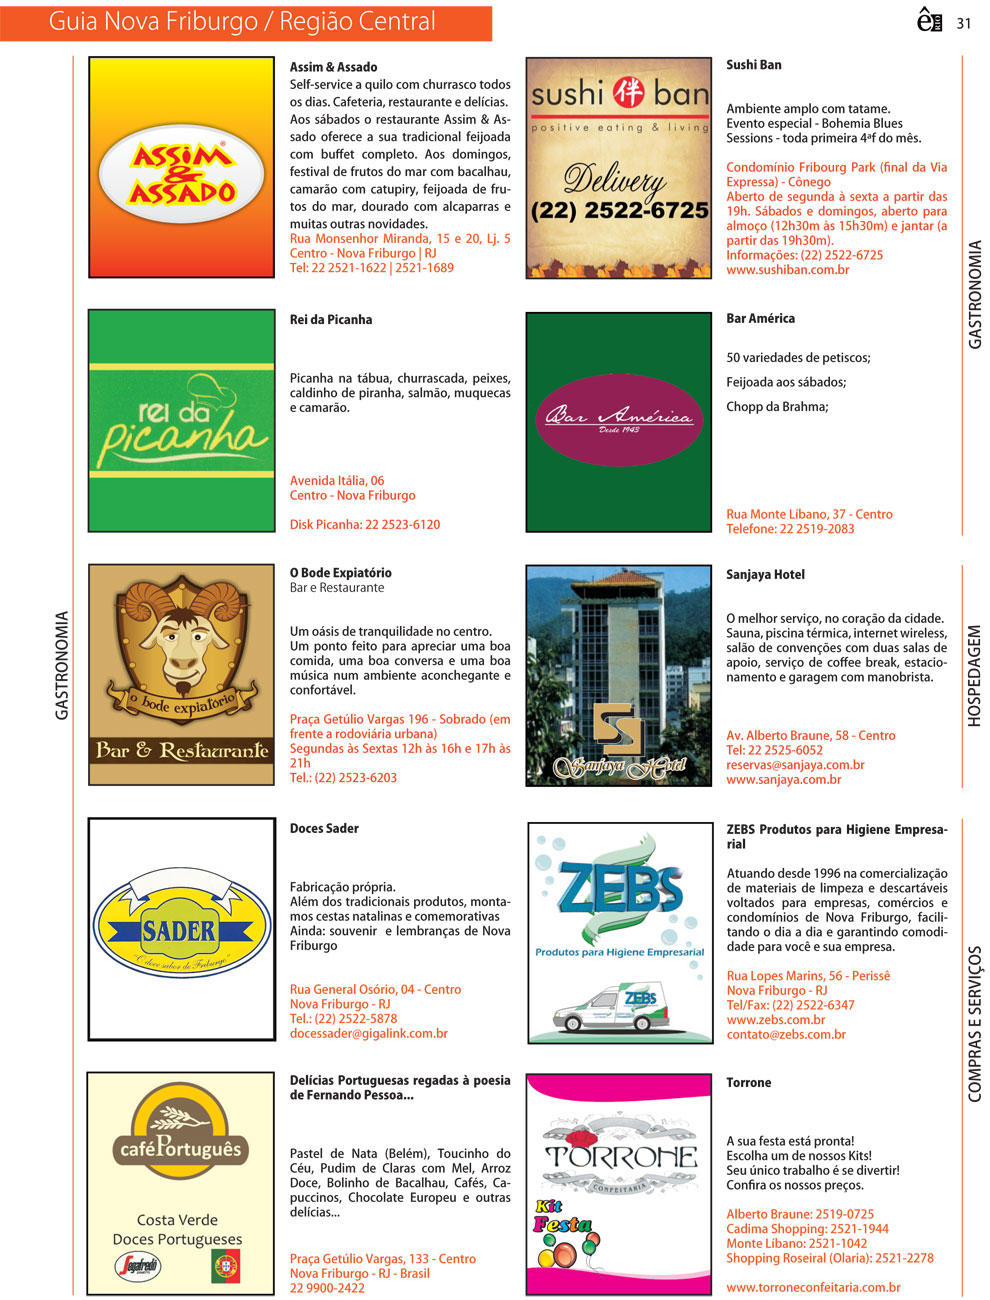 Guia Nova Friburgo / Região Central
ê
31
GASTRONOMIA
ASSIM
&
ASSADO
Assim & Assado
Self-service a quilo com churrasco todos
os dias. Cafeteria, restaurante e delícias.
Aos sábados o restaurante Assim & As-
sado oferece a sua tradicional feijoada
com buffet completo. Aos domingos,
festival de frutos do mar com bacalhau,
camarão com catupiry, feijoada de fru-
tos do mar, dourado com alcaparras e
muitas outras novidades.
Rua Monsenhor Miranda, 15 e 20, Lj. 5
Centro - Nova Friburgo | RJ
Tel: 22 2521-1622 | 2521-1689
rei da
picanha
Rei da Picanha
Picanha na tábua, churrascada, peixes,
caldinho de piranha, salmão, muquecas
e camarão.
Avenida Itália, 06
Centro - Nova Friburgo
Disk Picanha: 22 2523-6120
o bode expiatório
Bar & Restaurante
O Bode Expiatório
Bar e Restaurante
Um oásis de tranquilidade no centro.
Um ponto feito para apreciar uma boa
comida, uma boa conversa e uma boa
música num ambiente aconchegante e
confortável.
Praça Getúlio Vargas 196 - Sobrado (em
frente a rodoviária urbana)
Segundas às Sextas 12h às 16h e 17h às
21h
Tel.: (22) 2523-6203
SADER
"O doce sabor de Friburgo"
Doces Sader
Fabricação própria.
Além dos tradicionais produtos, monta-
mos cestas natalinas e comemorativas
Ainda: souvenir e lembranças de Nova
Friburgo
Rua General Osório, 04 - Centro
Nova Friburgo - RJ
Tel.: (22) 2522-5878
docessader@gigalink.com.br
caféPortuguês
Costa Verde
Doces Portugueses
Segafredo
Delícias Portuguesas regadas à poesia
de Fernando Pessoa...
Pastel de Nata (Belém), Toucinho do
Céu, Pudim de Claras com Mel, Arroz
Doce, Bolinho de Bacalhau, Cafés, Ca-
puccinos, Chocolate Europeu e outras
delícias...
Praça Getúlio Vargas, 133 - Centro
Nova Friburgo - RJ - Brasil
22 9900-2422
sushi 伴 ban
positive eating & living
Delivery
(22) 2522-6725
Sushi Ban
Ambiente amplo com tatame.
Evento especial - Bohemia Blues
Sessions - toda primeira 4ªf do mês.
Condomínio Fribourg Park (final da Via
Expressa) - Cônego
Aberto de segunda à sexta a partir das
19h. Sábados e domingos, aberto para
almoço (12h30m às 15h30m) e jantar (a
partir das 19h30m).
Informações: (22) 2522-6725
www.sushiban.com.br
Bar América
Desde 1943
Bar América
50 variedades de petiscos;
Feijoada aos sábados;
Chopp da Brahma;
Rua Monte Líbano, 37 - Centro
Telefone: 22 2519-2083
GASTRONOMIA
Sanjaya Hotel
Sanjaya Hotel
O melhor serviço, no coração da cidade.
Sauna, piscina térmica, internet wireless,
salão de convenções com duas salas de
apoio, serviço de coffee break, estacio-
namento e garagem com manobrista.
Av. Alberto Braune, 58 - Centro
Tel: 22 2525-6052
reservas@sanjaya.com.br
www.sanjaya.com.br
HOSPEDAGEM
ZEBS
Produtos para Higiene Empresarial
ZEBS
ZEBS Produtos para Higiene Empresa-
rial
Atuando desde 1996 na comercialização
de materiais de limpeza e descartáveis
voltados para empresas, comércios e
condomínios de Nova Friburgo, facili-
tando o dia a dia e garantindo comodi-
dade para você e sua empresa.
Rua Lopes Marins, 56 - Perissê
Nova Friburgo - RJ
Tel/Fax: (22) 2522-6347
www.zebs.com.br
contato@zebs.com.br
TORRONE
CONFEITARIA
Kit
Festa
Torrone
A sua festa está pronta!
Escolha um de nossos Kits!
Seu único trabalho é se divertir!
Confira os nossos preços.
Alberto Braune: 2519-0725
Cadima Shopping: 2521-1944
Monte Líbano: 2521-1042
Shopping Roseiral (Olaria): 2521-2278
www.torroneconfeitaria.com.br
COMPRAS E SERVIÇOS